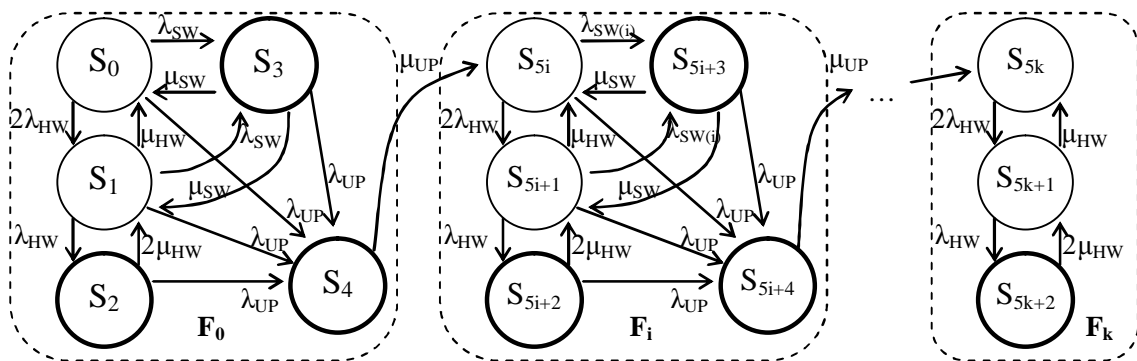 λSW λSW(i)
S0 S3 μUP S5i S5i+3 μUP S5k
μSW μSW …
2λHW μHW λSW 2λHW μHW λSW(i) 2λHW μHW
S1 μSW λUP S5i+1 μSW λUP S5k+1
λUP λUP
λHW 2μHW λUP λHW 2μHW λUP λHW 2μHW
S2 S4 S5i+2 S5i+4 S5k+2
λUP λUP
F0 Fi Fk